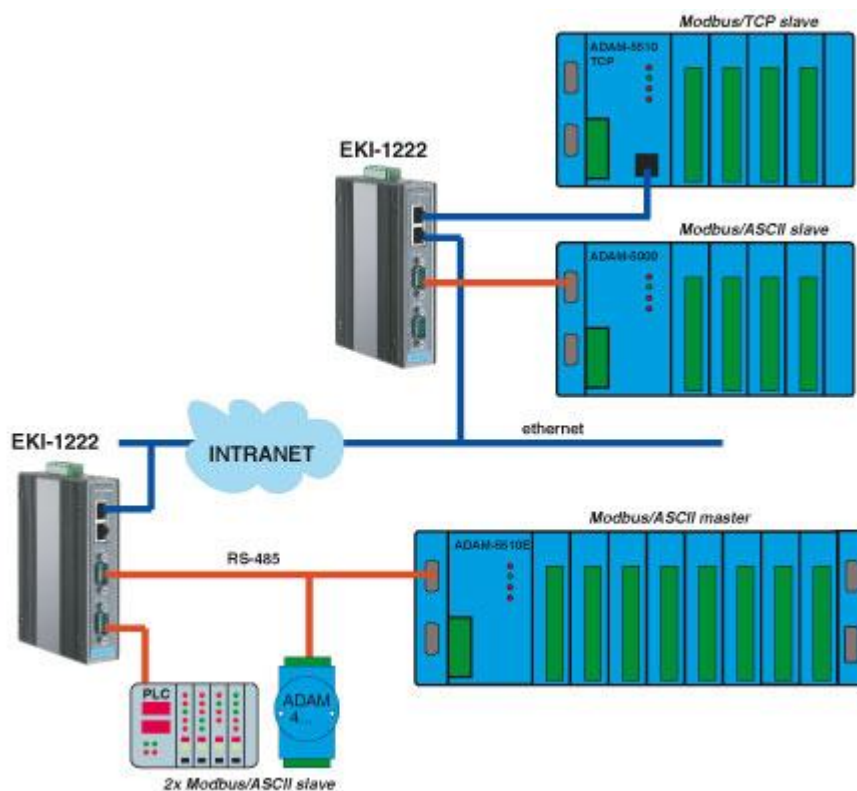 Modbus/TCP slave
ADAM-5510
TCP
EKI-1222
Modbus/ASCII slave
ADAM-5000
ethernet
EKI-1222
INTRANET
Modbus/ASCII master
RS-485
ADAM-5510E
PLC
ADAM
4...
2x Modbus/ASCII slave